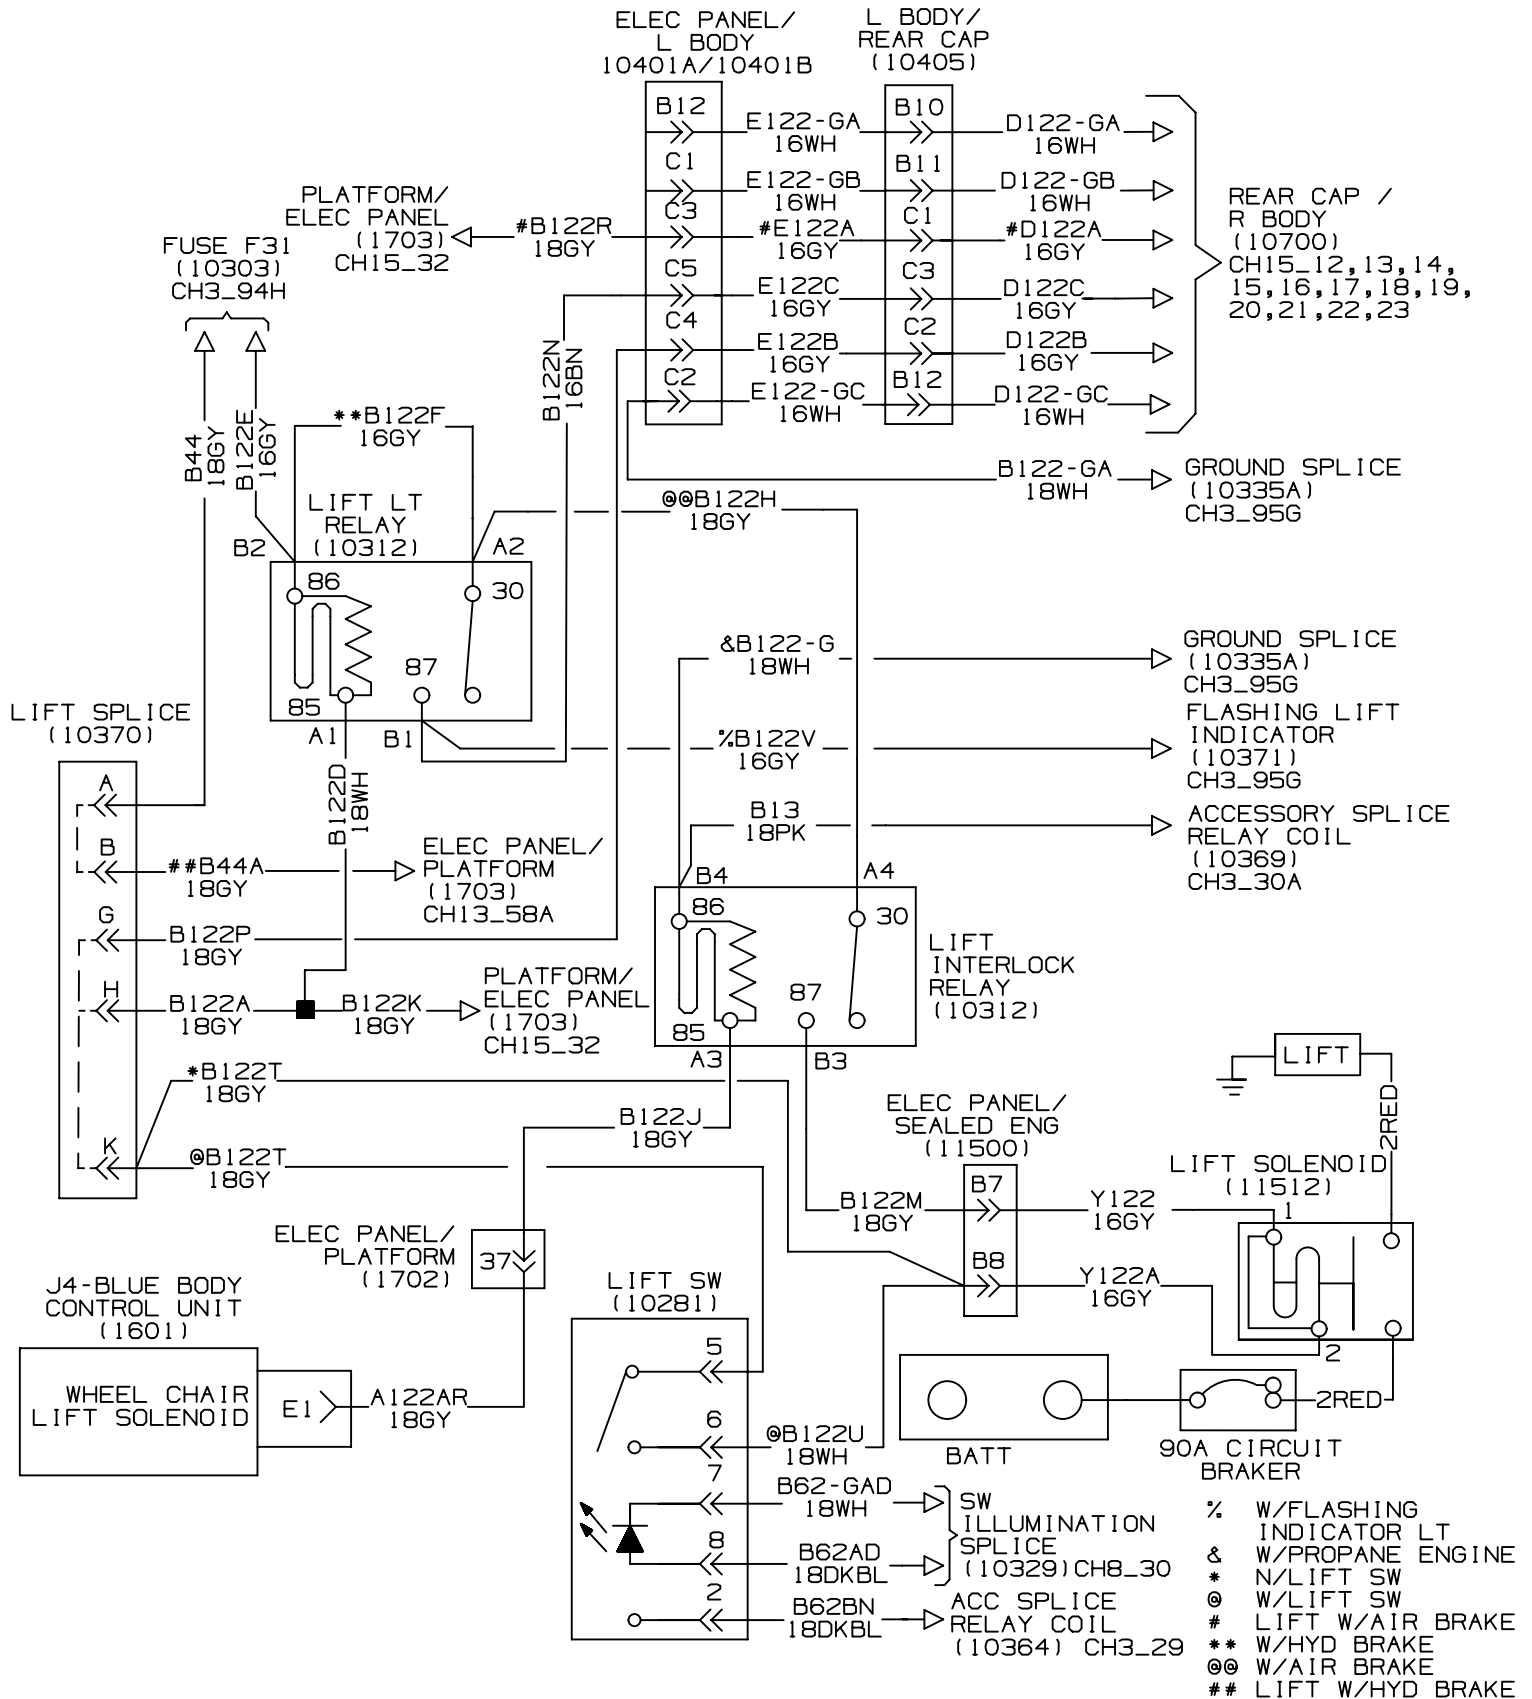 ELEC PANEL/
L BODY
10401A/10401B
L BODY/
REAR CAP
(10405)
B12
E122-GA
16WH
B10
D122-GA
16WH
C1
E122-GB
16WH
B11
D122-GB
16WH
PLATFORM/
ELEC PANEL
(1703)
CH15_32
#B122R
18GY
C3
#E122A
16GY
C1
#D122A
16GY
REAR CAP /
R BODY
(10700)
CH15_12,13,14,
15,16,17,18,19,
20,21,22,23
FUSE F31
(10303)
CH3_94H
C5
E122C
16GY
C3
D122C
16GY
C4
E122B
16GY
C2
D122B
16GY
C2
E122-GC
16WH
B12
D122-GC
16WH
B44
18GY
B122E
16GY
**B122F
16GY
B122N
16BN
B122-GA
18WH
GROUND SPLICE
(10335A)
CH3_95G
LIFT LT
RELAY
(10312)
@@B122H
18GY
B2
A2
86
30
87
85
A1
B1
&B122-G
18WH
GROUND SPLICE
(10335A)
CH3_95G
%B122V
16GY
FLASHING LIFT
INDICATOR
(10371)
CH3_95G
B13
18PK
ACCESSORY SPLICE
RELAY COIL
(10369)
CH3_30A
LIFT SPLICE
(10370)
A
B122D
18WH
B
##B44A
18GY
ELEC PANEL/
PLATFORM
(1703)
CH13_58A
G
B122P
18GY
H
B122A
18GY
B122K
18GY
PLATFORM/
ELEC PANEL
(1703)
CH15_32
B4
A4
86
30
87
85
A3
B3
LIFT
INTERLOCK
RELAY
(10312)
*B122T
18GY
K
@B122T
18GY
B122J
18GY
ELEC PANEL/
SEALED ENG
(11500)
LIFT
2RED
LIFT SOLENOID
(11512)
1
B122M
18GY
B7
Y122
16GY
B8
Y122A
16GY
2
ELEC PANEL/
PLATFORM
(1702)
37
LIFT SW
(10281)
J4-BLUE BODY
CONTROL UNIT
(1601)
WHEEL CHAIR
LIFT SOLENOID
E1
A122AR
18GY
5
6
@B122U
18WH
BATT
2RED
90A CIRCUIT
BRAKER
7
B62-GAD
18WH
8
B62AD
18DKBL
SW
ILLUMINATION
SPLICE
(10329)CH8_30
2
B62BN
18DKBL
ACC SPLICE
RELAY COIL
(10364) CH3_29
% W/FLASHING
INDICATOR LT
& W/PROPANE ENGINE
* N/LIFT SW
@ W/LIFT SW
# LIFT W/AIR BRAKE
** W/HYD BRAKE
@@ W/AIR BRAKE
## LIFT W/HYD BRAKE